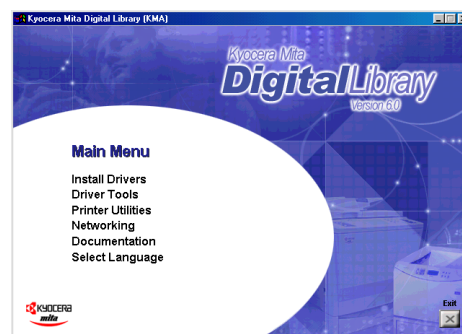 Kyocera Mita Digital Library (KMA)
Kyocera Mita
DigitalLibrary
Version 6.0
Main Menu
Install Drivers
Driver Tools
Printer Utilities
Networking
Documentation
Select Language
Exit
KYOCERA
mita